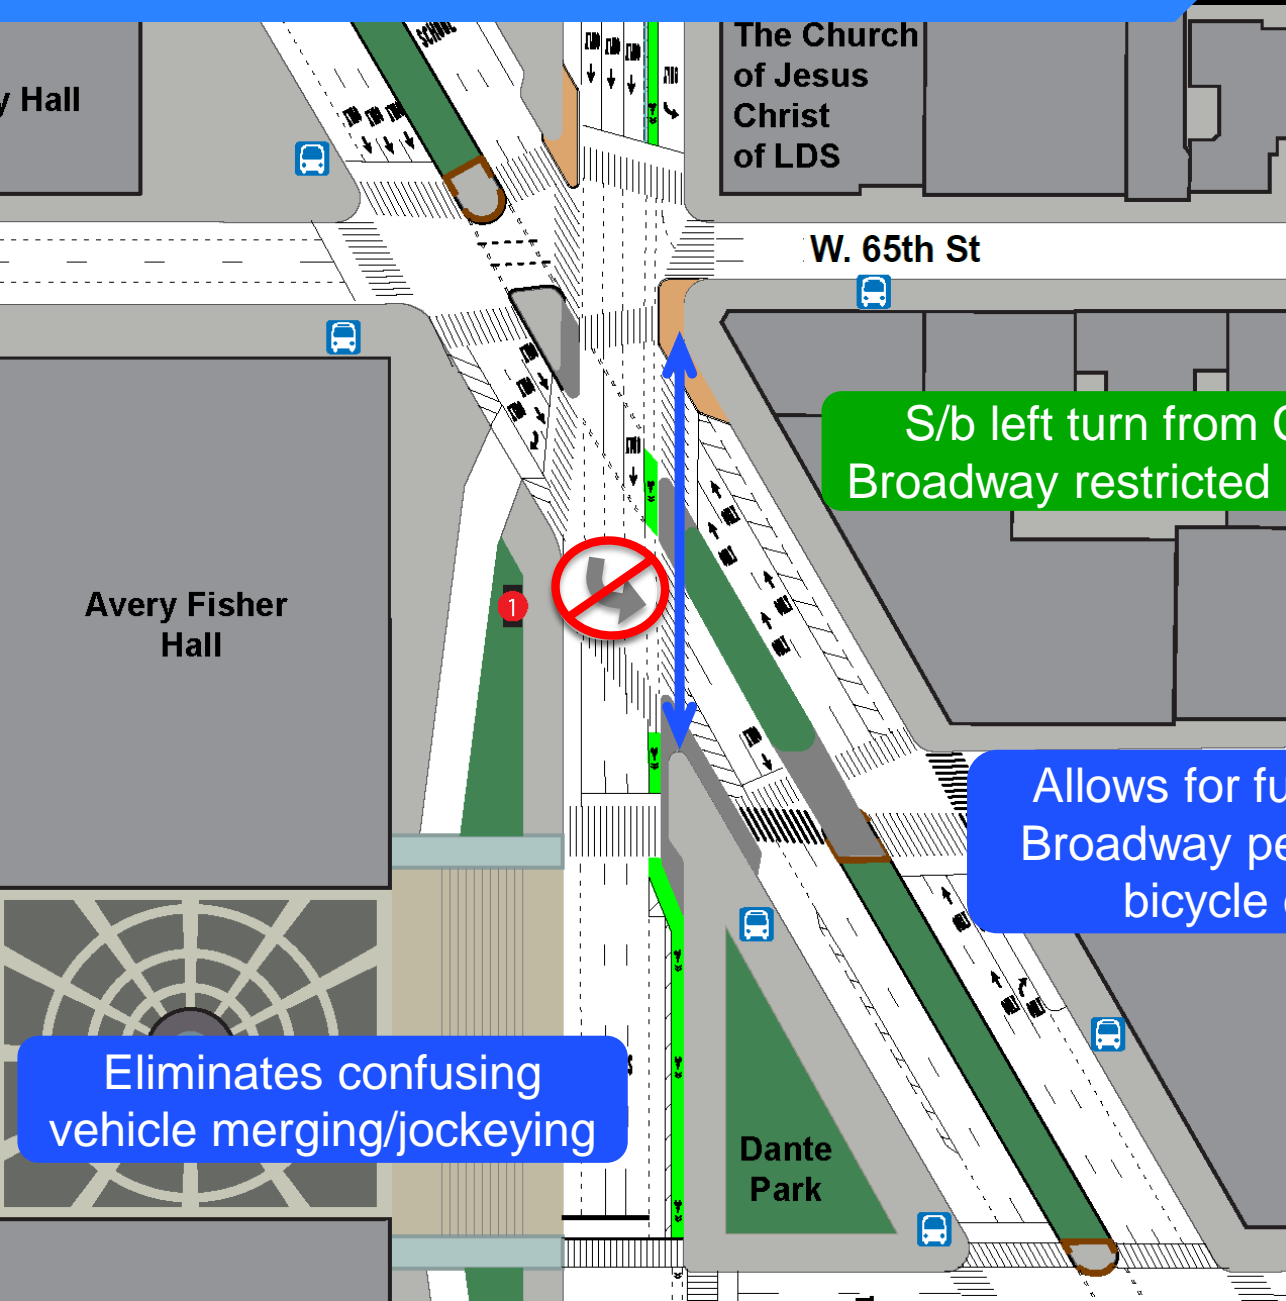 SCHOOL
The Church
of Jesus
Christ
of LDS
y Hall
W. 65th St
S/b left turn from C
Broadway restricted
Avery Fisher
Hall
1
Allows for fu
Broadway pe
bicycle
Eliminates confusing
vehicle merging/jockeying
Dante
Park